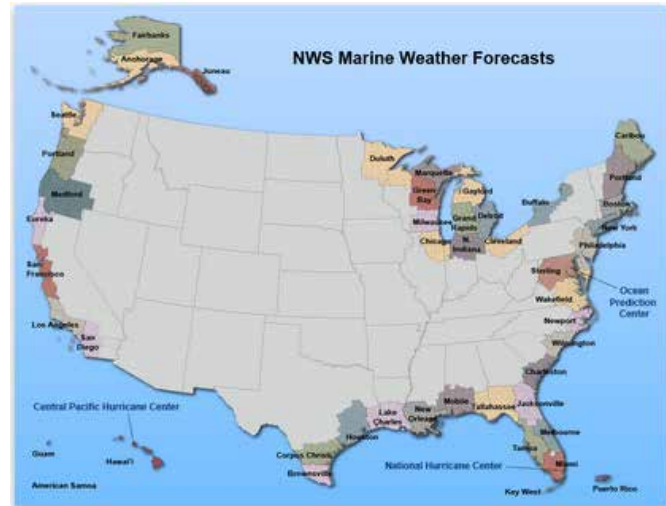 NWS Marine Weather Forecasts
Fairbanks
Anchorage
Juneau
Seattle
Portland
Medford
Eureka
San
Francisco
Los Angeles
San
Diego
Duluth
Marquette
Green
Bay
Milwaukee
Chicago
Gaylord
Grand
Rapids
Detroit
N.
Indiana
Cleveland
Buffalo
Caribou
Portland
Boston
New York
Philadelphia
Sterling
Ocean
Prediction
Center
Wakefield
Newport
Wilmington
Charleston
Jacksonville
Melbourne
Tampa
Miami
Key West
Puerto Rico
National Hurricane Center
Tallahassee
Mobile
New
Orleans
Lake
Charles
Houston
Corpus Christi
Brownsville
Central Pacific Hurricane Center
Guam
Hawai'i
American Samoa